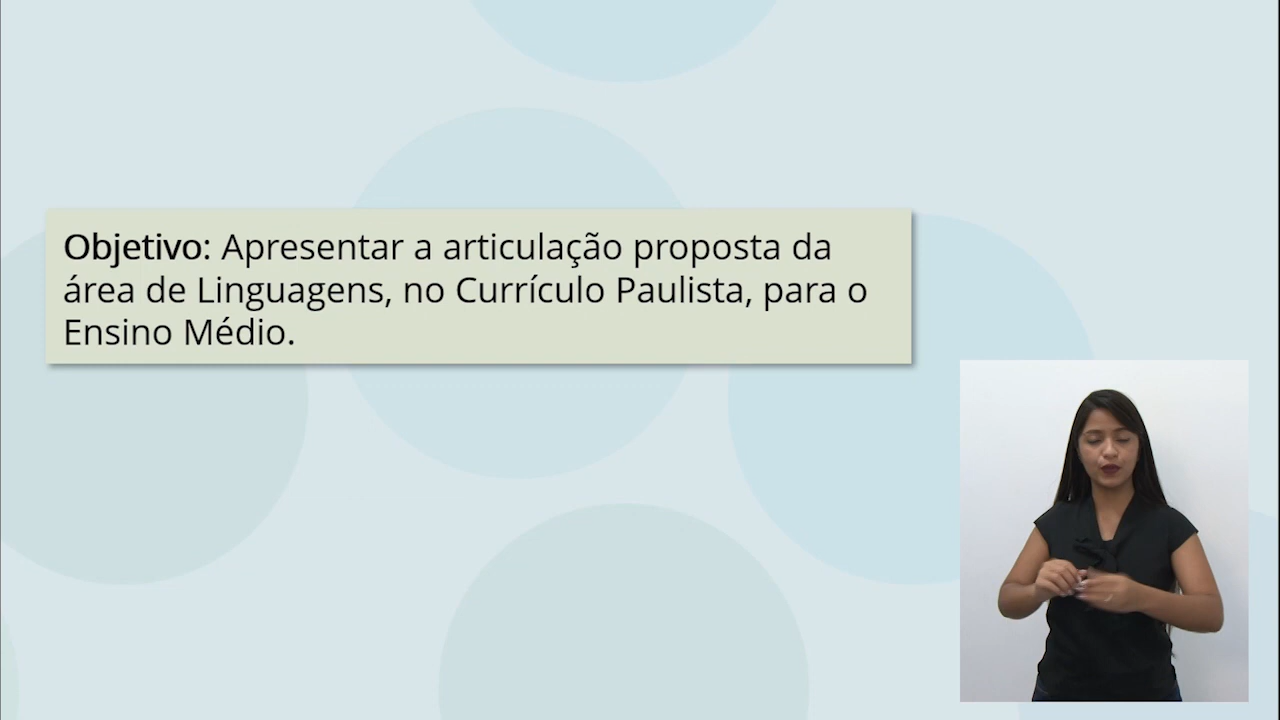 Objetivo: Apresentar a articulação proposta da
área de Linguagens, no Currículo Paulista, para o
Ensino Médio.